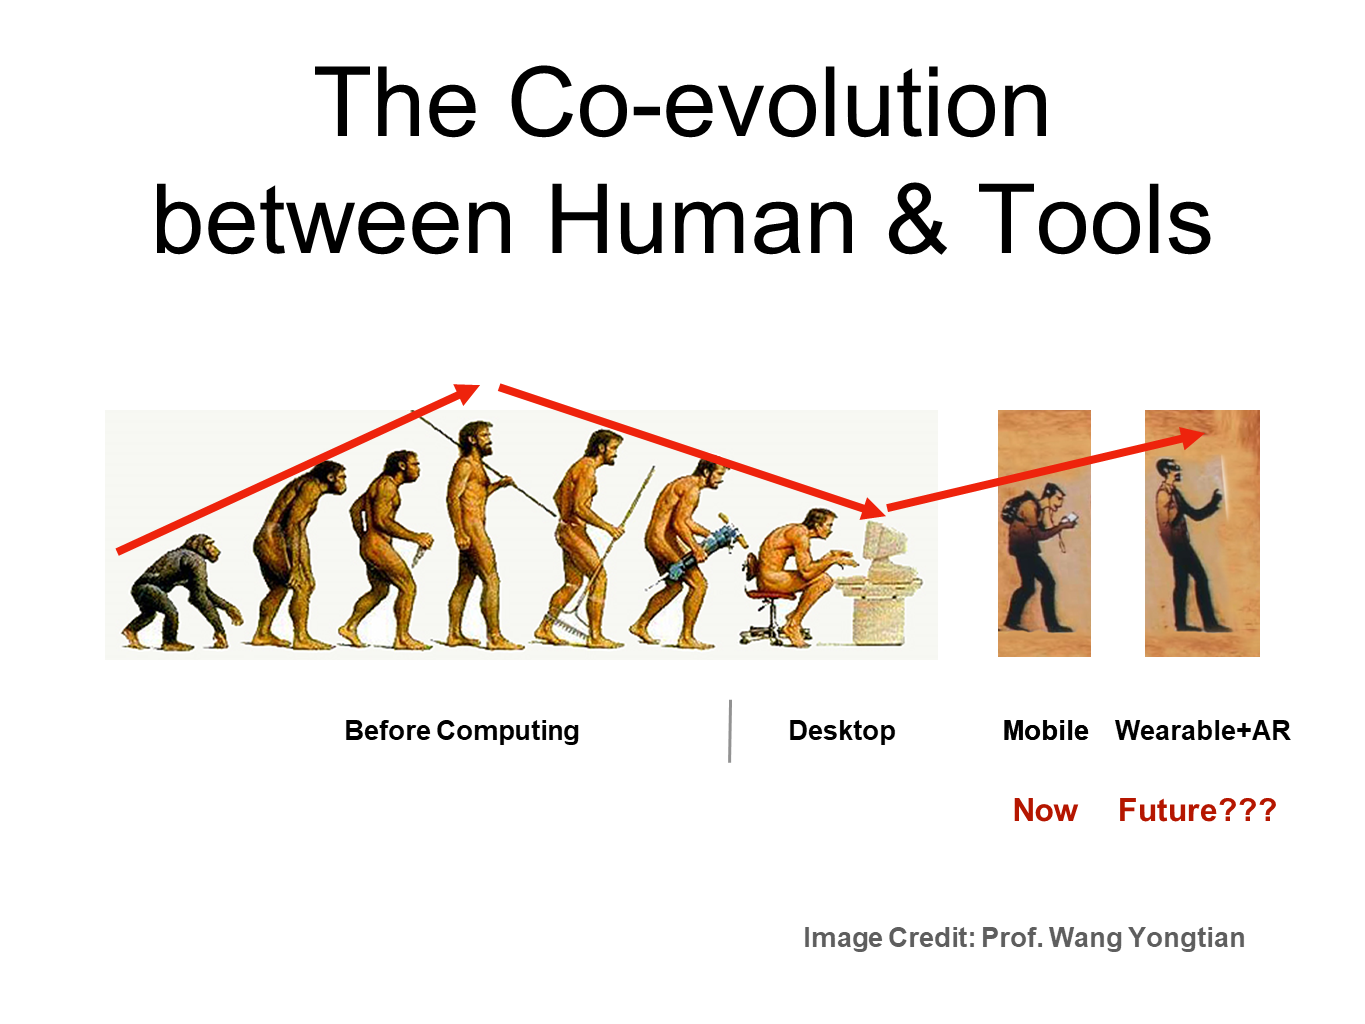 The Co-evolution
between Human & Tools
Before Computing
Desktop
Mobile
Wearable+AR
Now
Future???
Image Credit: Prof. Wang Yongtian